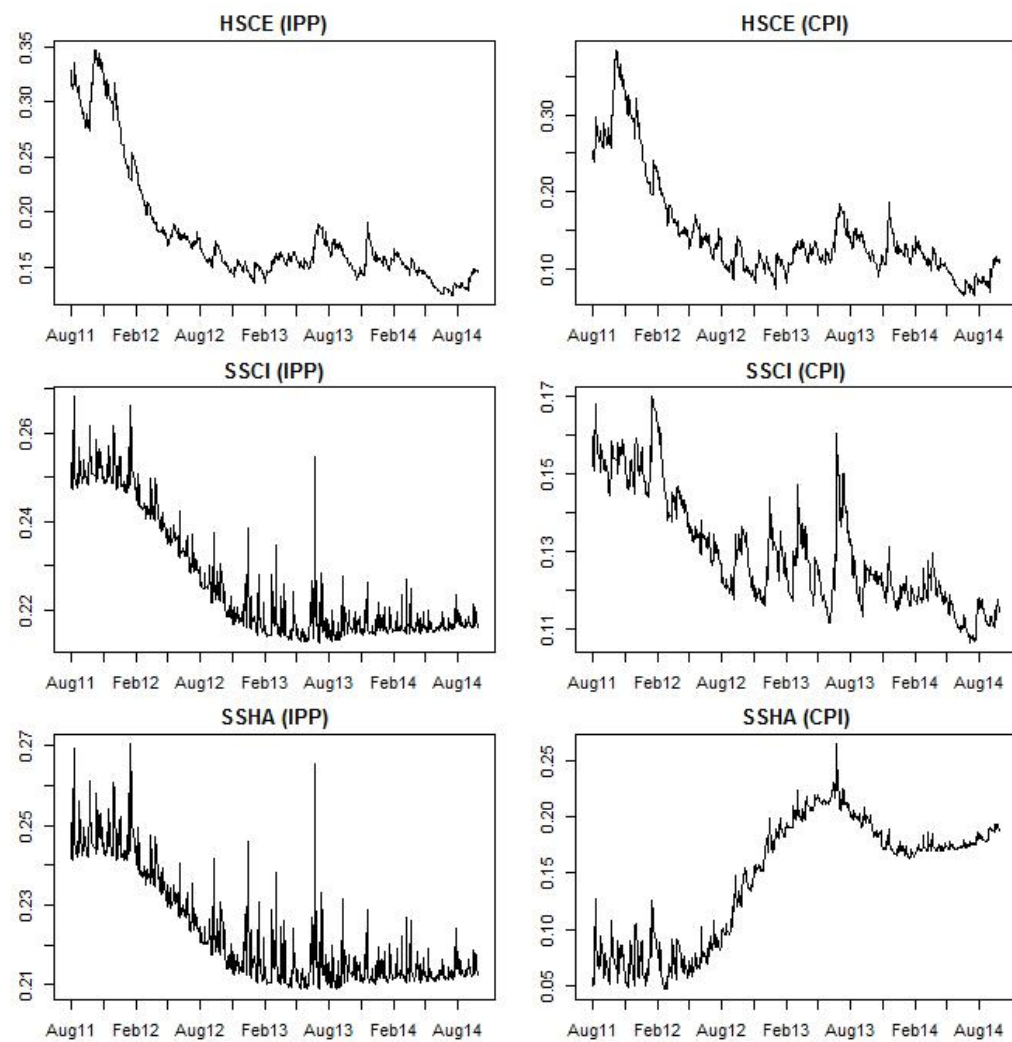 HSCE (IPP)
0.35
0.30
0.25
0.20
0.15
Aug11 Feb12 Aug12 Feb13 Aug13 Feb14 Aug14
HSCE (CPI)
0.30
0.20
0.10
Aug11 Feb12 Aug12 Feb13 Aug13 Feb14 Aug14
SSCI (IPP)
0.26
0.24
0.22
Aug11 Feb12 Aug12 Feb13 Aug13 Feb14 Aug14
SSCI (CPI)
0.17
0.15
0.13
0.11
Aug11 Feb12 Aug12 Feb13 Aug13 Feb14 Aug14
SSHA (IPP)
0.27
0.25
0.23
0.21
Aug11 Feb12 Aug12 Feb13 Aug13 Feb14 Aug14
SSHA (CPI)
0.25
0.20
0.15
0.10
0.05
Aug11 Feb12 Aug12 Feb13 Aug13 Feb14 Aug14